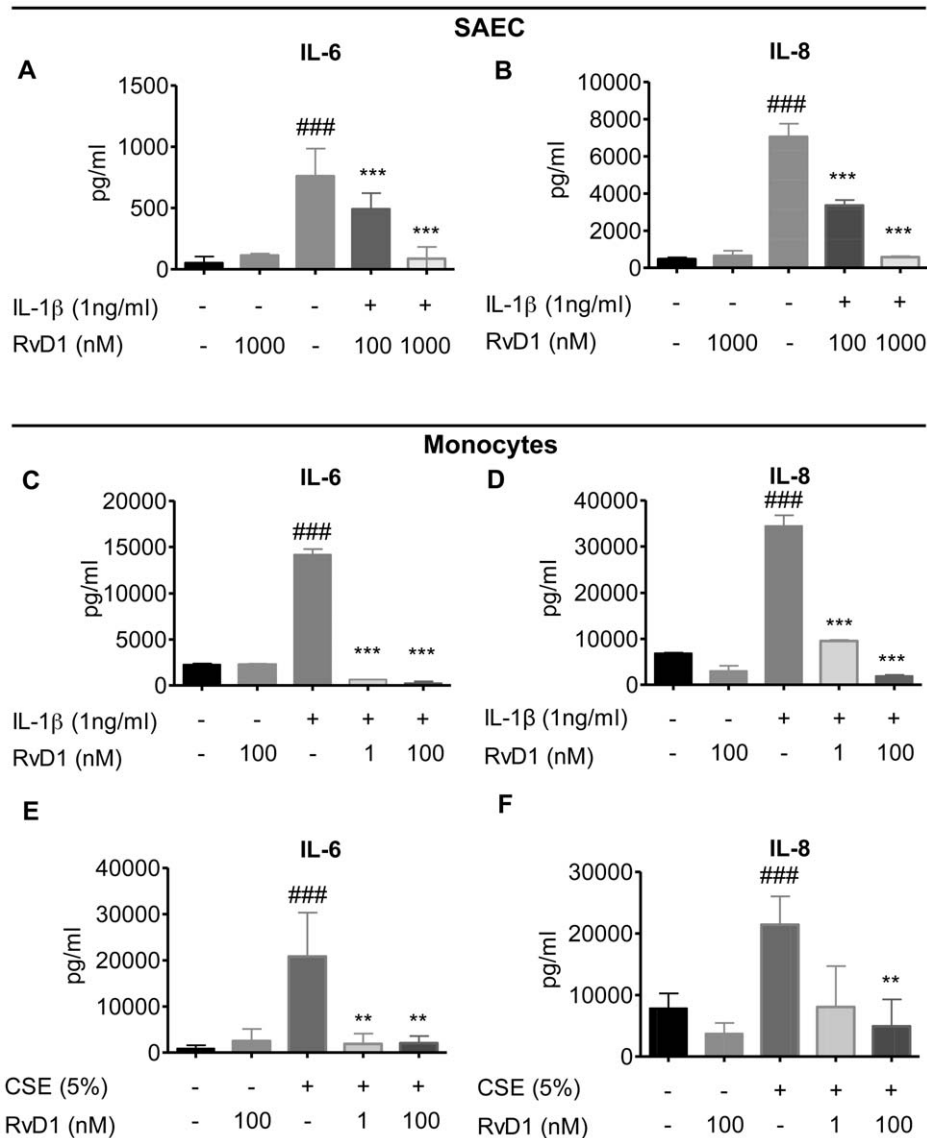 SAEC
A
IL-6
pg/ml
1500
1000
500
0
###
***
***
IL-1β (1ng/ml) - - - + +
RvD1 (nM) - 1000 - 100 1000
B
IL-8
pg/ml
10000
8000
6000
4000
2000
0
###
***
***
IL-1β (1ng/ml) - - - + +
RvD1 (nM) - 1000 - 100 1000
Monocytes
C
IL-6
pg/ml
20000
15000
10000
5000
0
###
***
***
IL-1β (1ng/ml) - - + + +
RvD1 (nM) - 100 - 1 100
D
IL-8
pg/ml
40000
30000
20000
10000
0
###
***
***
IL-1β (1ng/ml) - - + + +
RvD1 (nM) - 100 - 1 100
E
IL-6
pg/ml
40000
30000
20000
10000
0
###
**
**
CSE (5%) - - + + +
RvD1 (nM) - 100 - 1 100
F
IL-8
pg/ml
30000
20000
10000
0
###
**
CSE (5%) - - + + +
RvD1 (nM) - 100 - 1 100